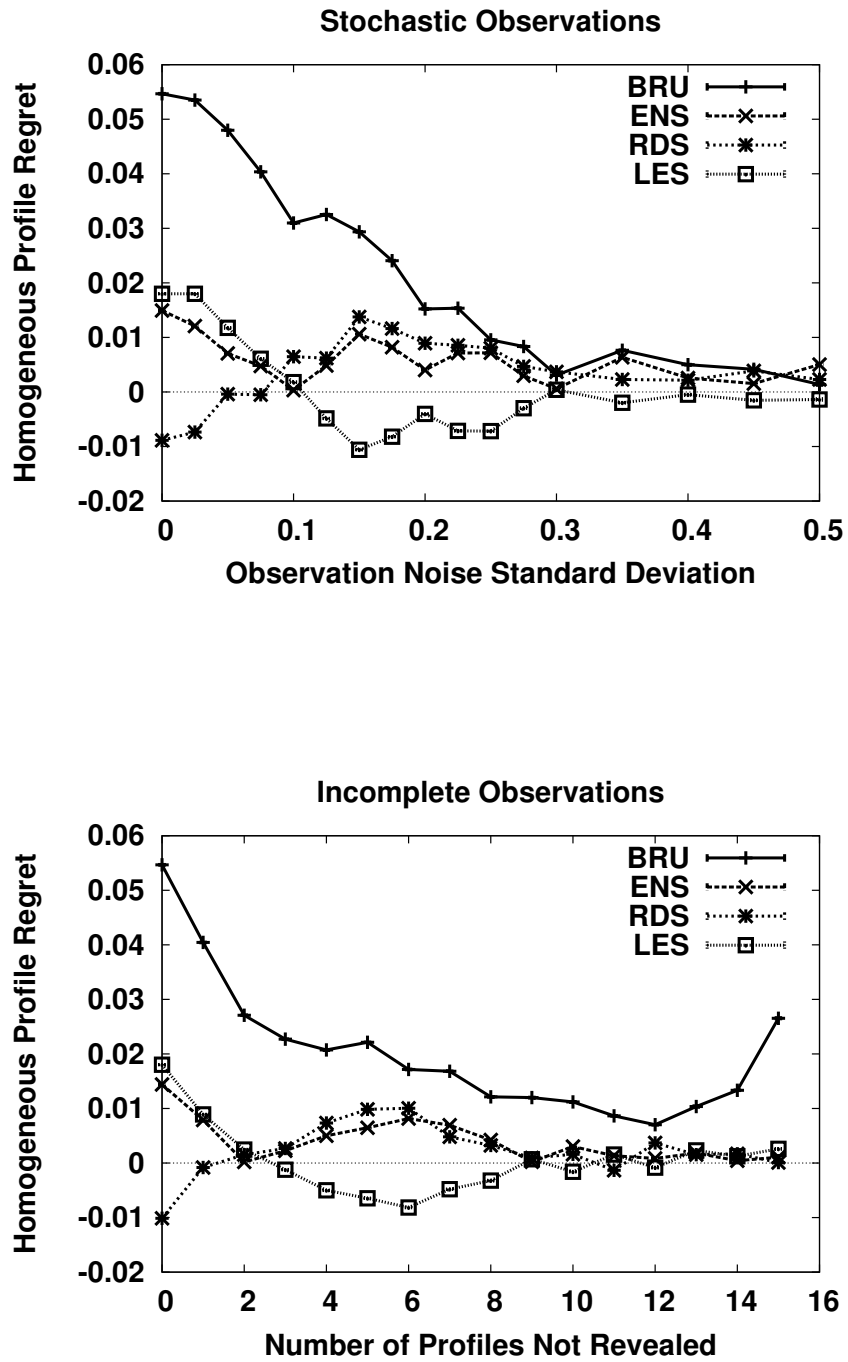 Stochastic Observations
Homogeneous Profile Regret
0.06
0.05
0.04
0.03
0.02
0.01
0
-0.01
-0.02
BRU
ENS
RDS
LES
0 0.1 0.2 0.3 0.4 0.5
Observation Noise Standard Deviation
Incomplete Observations
Homogeneous Profile Regret
0.06
0.05
0.04
0.03
0.02
0.01
0
-0.01
-0.02
BRU
ENS
RDS
LES
0 2 4 6 8 10 12 14 16
Number of Profiles Not Revealed